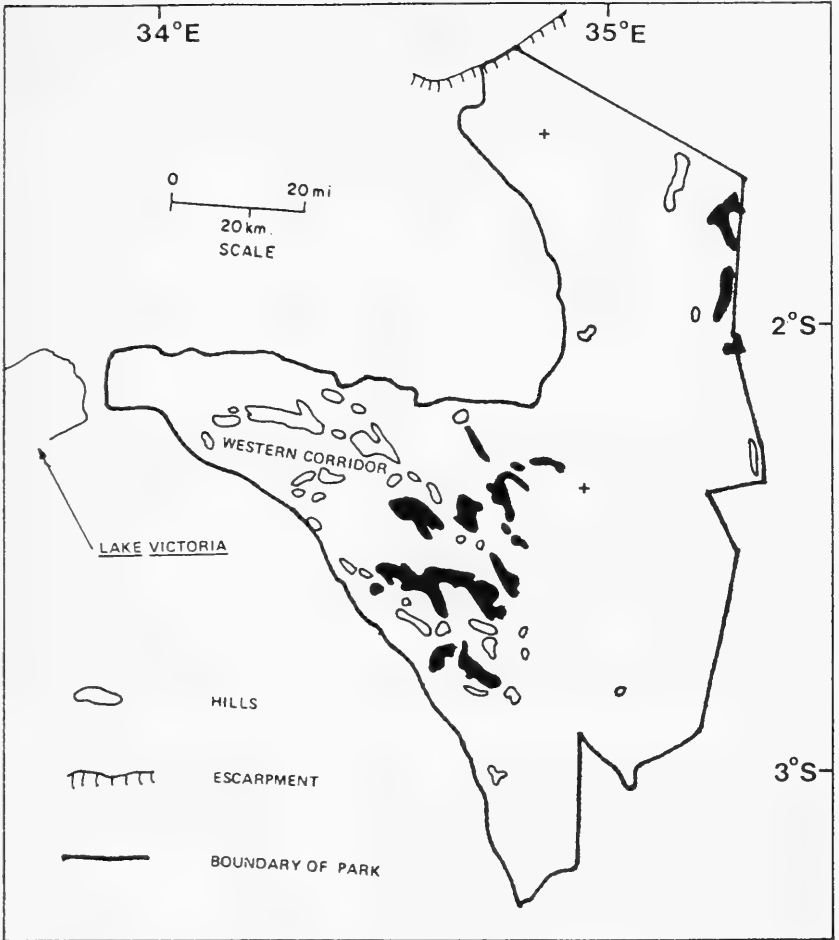 34°E
35°E
0
20 mi
20 km.
SCALE
2°S
WESTERN CORRIDOR
LAKE VICTORIA
HILLS
3°S
ESCARPMENT
BOUNDARY OF PARK